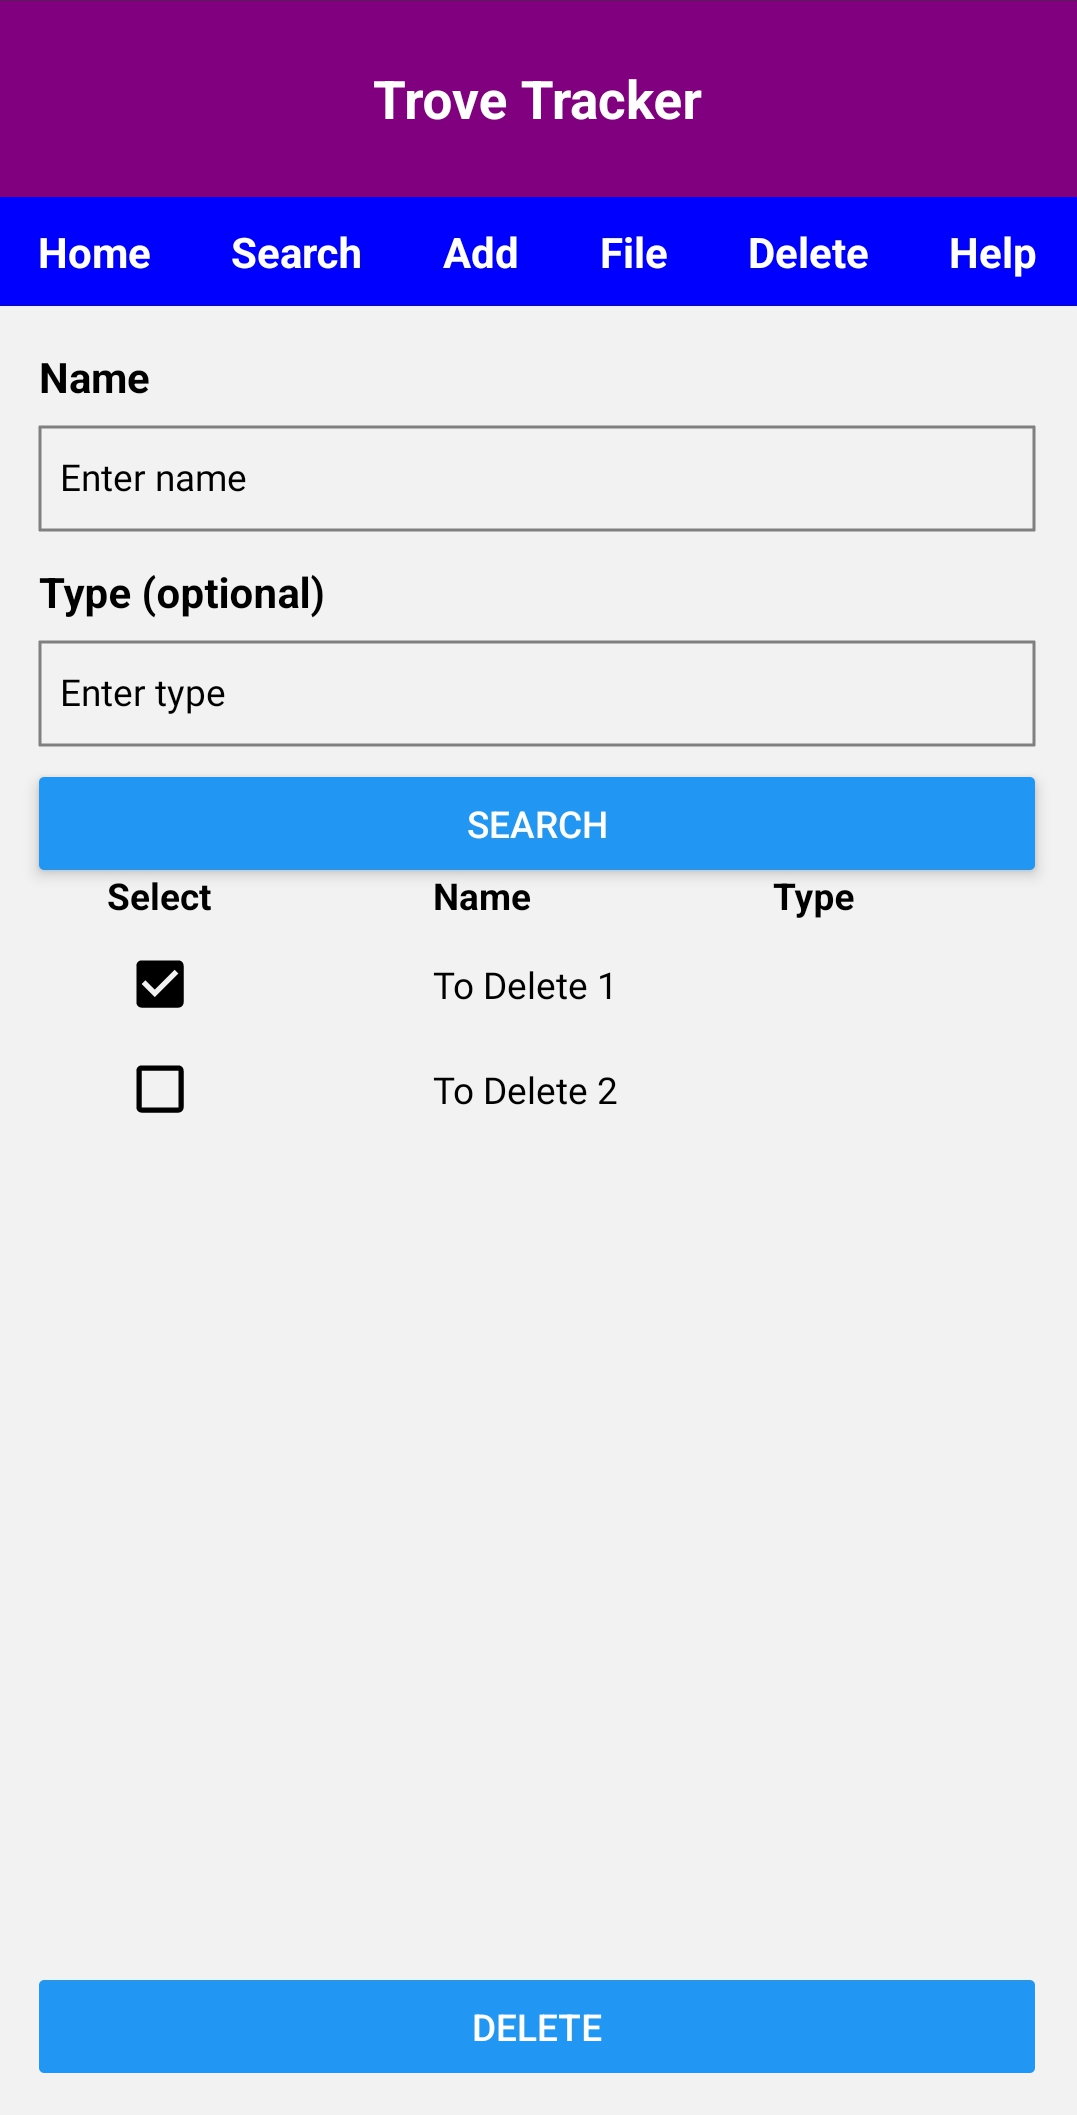 Trove Tracker
Home Search Add File Delete Help
Name
Enter name
Type (optional)
Enter type
SEARCH
Select Name Type
To Delete 1
To Delete 2
DELETE